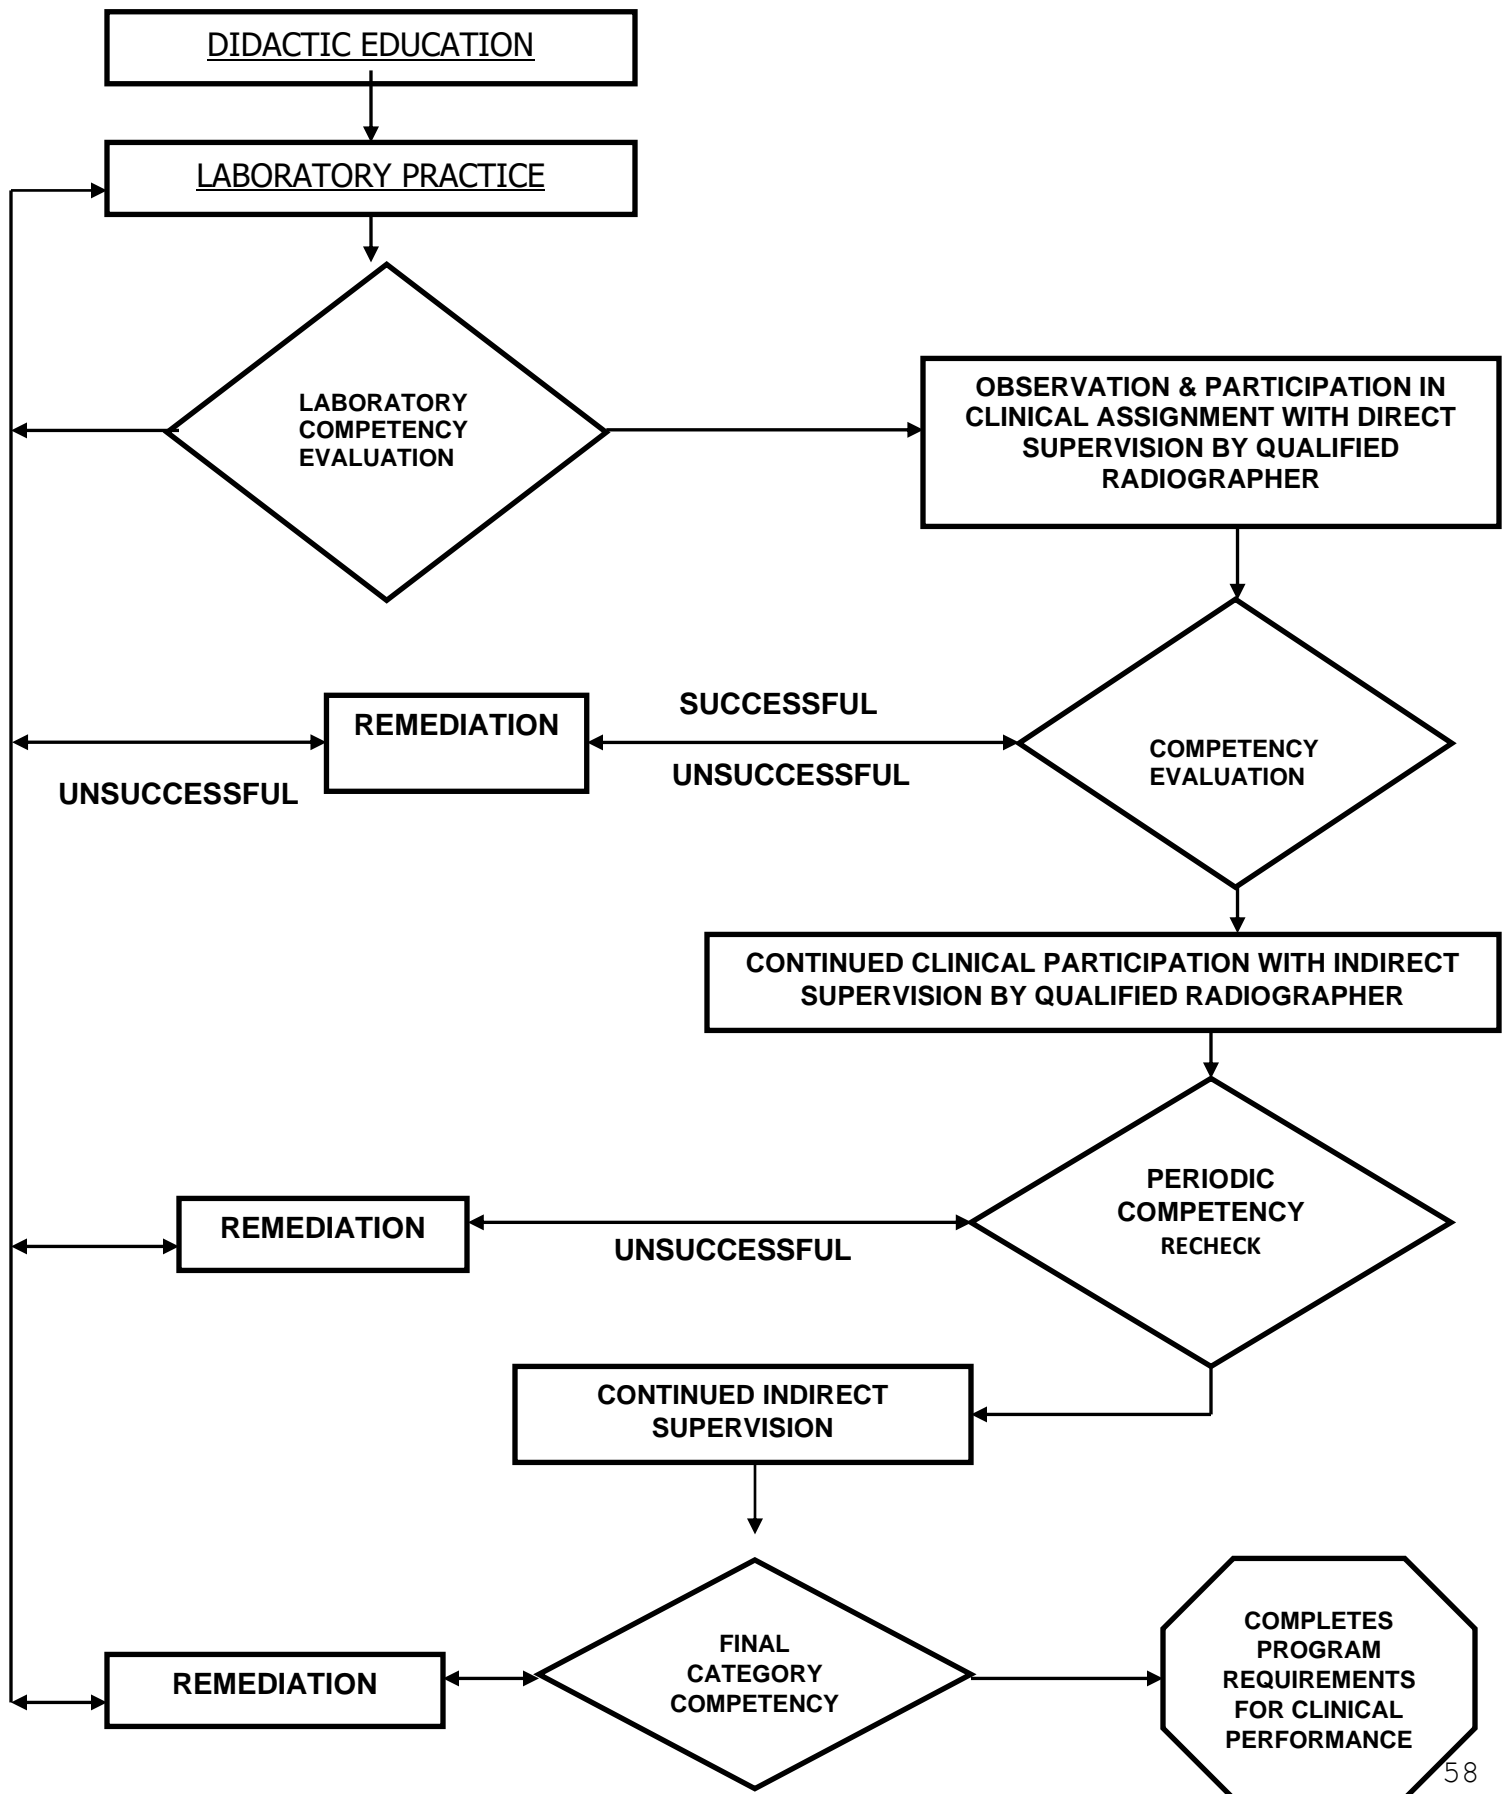 DIDACTIC EDUCATION
LABORATORY PRACTICE
LABORATORY
COMPETENCY
EVALUATION
OBSERVATION & PARTICIPATION IN
CLINICAL ASSIGNMENT WITH DIRECT
SUPERVISION BY QUALIFIED
RADIOGRAPHER
REMEDIATION
SUCCESSFUL
UNSUCCESSFUL
UNSUCCESSFUL
COMPETENCY
EVALUATION
CONTINUED CLINICAL PARTICIPATION WITH INDIRECT
SUPERVISION BY QUALIFIED RADIOGRAPHER
PERIODIC
COMPETENCY
RECHECK
REMEDIATION
UNSUCCESSFUL
CONTINUED INDIRECT
SUPERVISION
FINAL
CATEGORY
COMPETENCY
REMEDIATION
COMPLETES
PROGRAM
REQUIREMENTS
FOR CLINICAL
PERFORMANCE
58